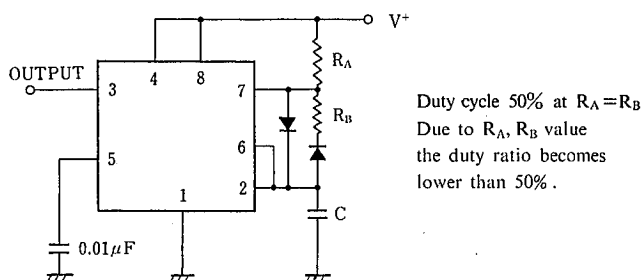 V+
RA
4 8
OUTPUT
3
7
RB
Duty cycle 50% at RA=RB
Due to RA, RB value
the duty ratio becomes
lower than 50%.
6
5
2
1
C
0.01μF